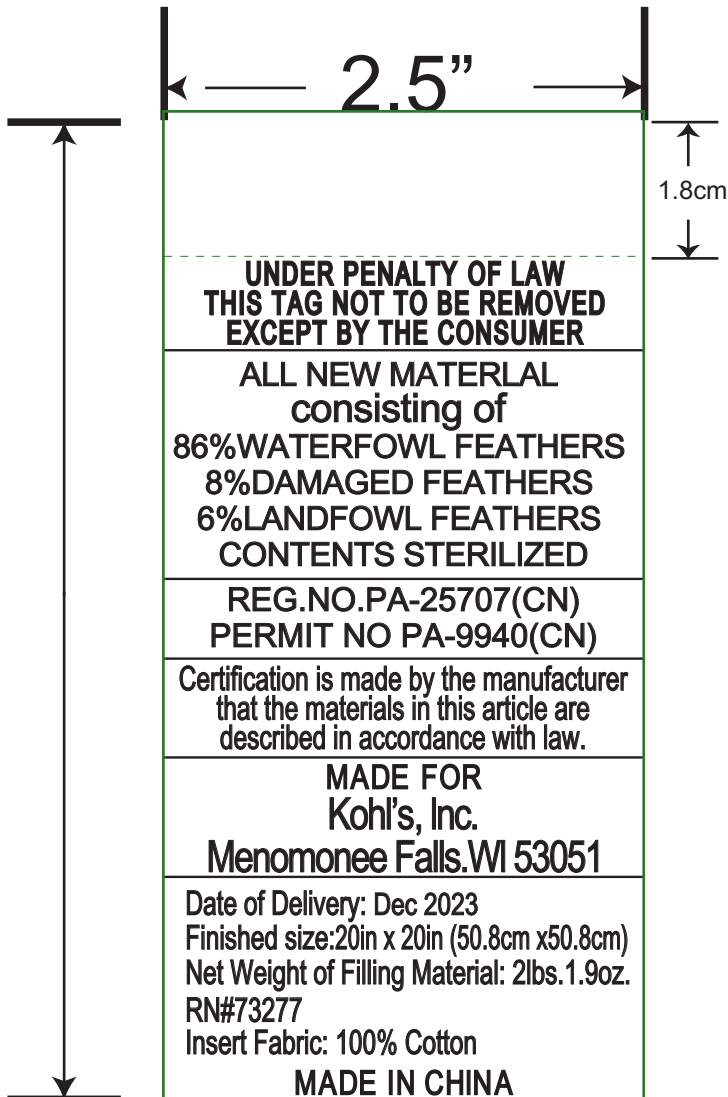 2.5”
1.8cm
UNDER PENALTY OF LAW
THIS TAG NOT TO BE REMOVED
EXCEPT BY THE CONSUMER
ALL NEW MATERLAL
consisting of
86%WATERFOWL FEATHERS
8%DAMAGED FEATHERS
6%LANDFOWL FEATHERS
CONTENTS STERILIZED
REG.NO.PA-25707(CN)
PERMIT NO PA-9940(CN)
Certification is made by the manufacturer
that the materials in this article are
described in accordance with law.
MADE FOR
Kohl's, Inc.
Menomonee Falls.WI 53051
Date of Delivery: Dec 2023
Finished size:20in x 20in (50.8cm x50.8cm)
Net Weight of Filling Material: 2lbs.1.9oz.
RN#73277
Insert Fabric: 100% Cotton
MADE IN CHINA